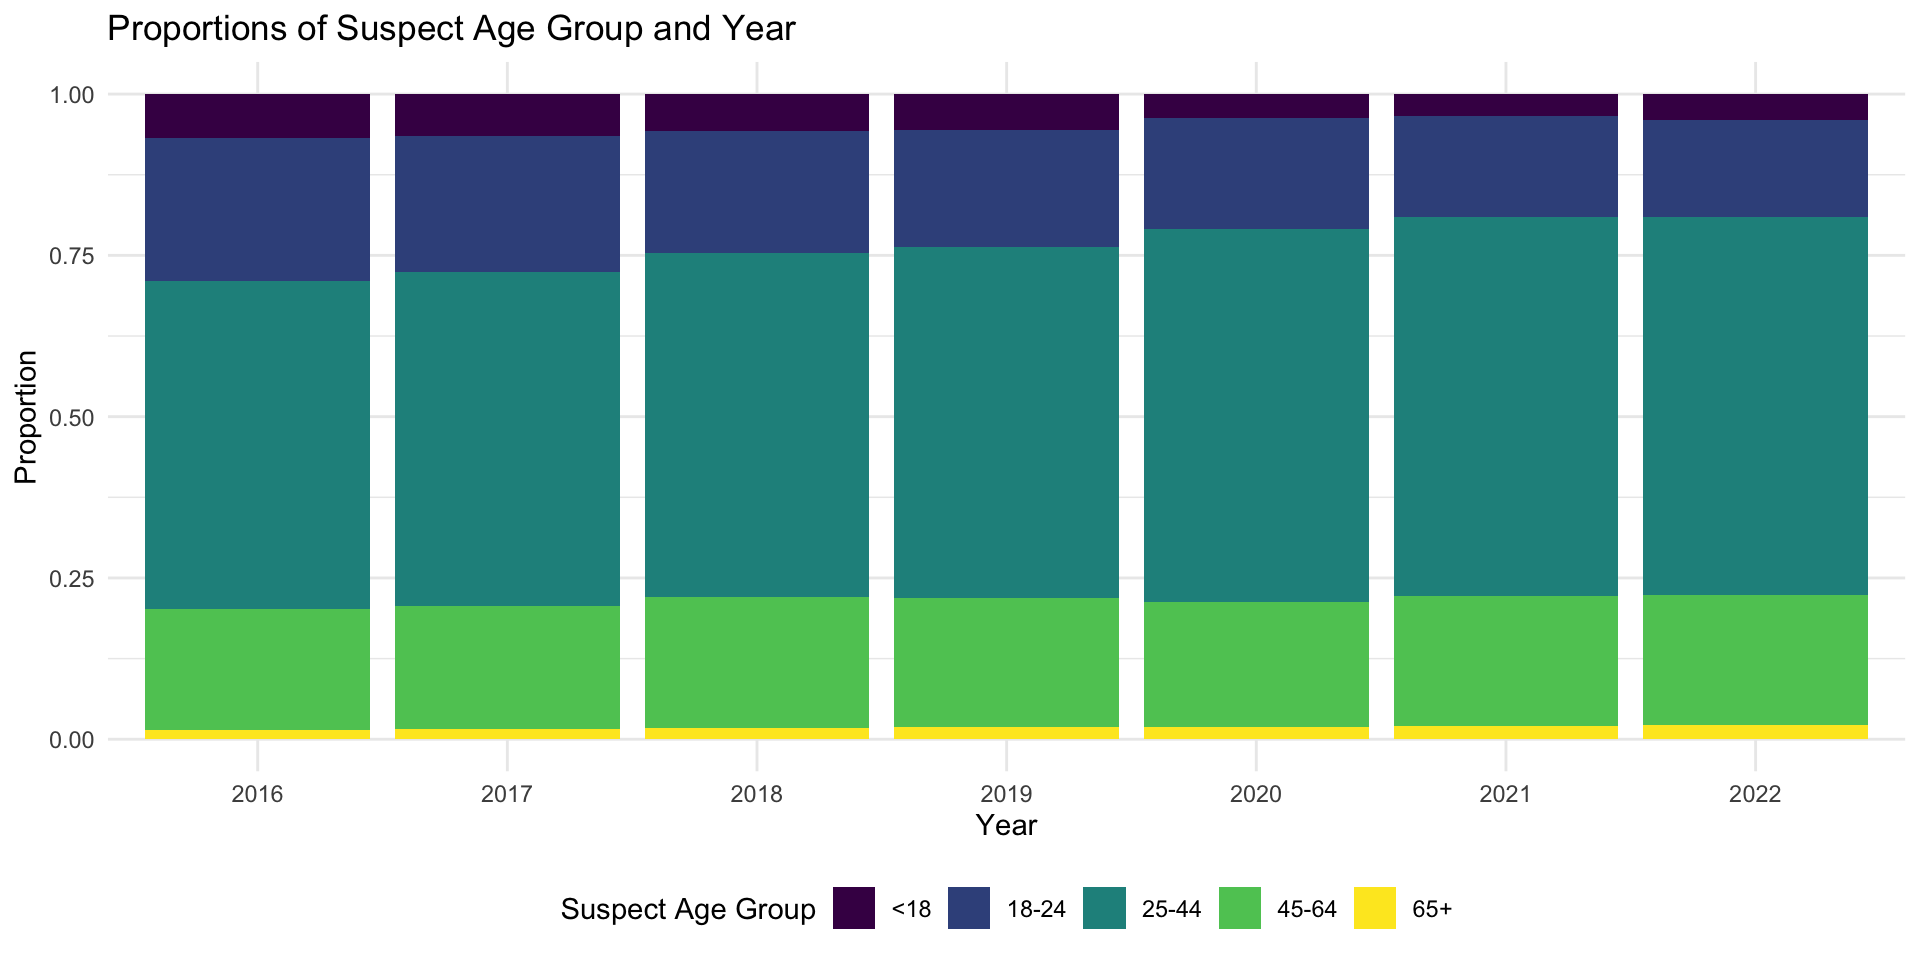 Proportions of Suspect Age Group and Year
Proportion
1.00
0.75
0.50
0.25
0.00
2016 2017 2018 2019 2020 2021 2022
Year
Suspect Age Group <18 18-24 25-44 45-64 65+